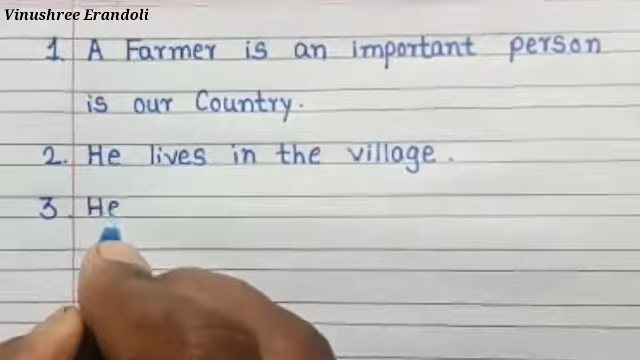 Vinushree Erandoli
1. A Farmer is an important person
is our Country.
2. He lives in the village.
3. He